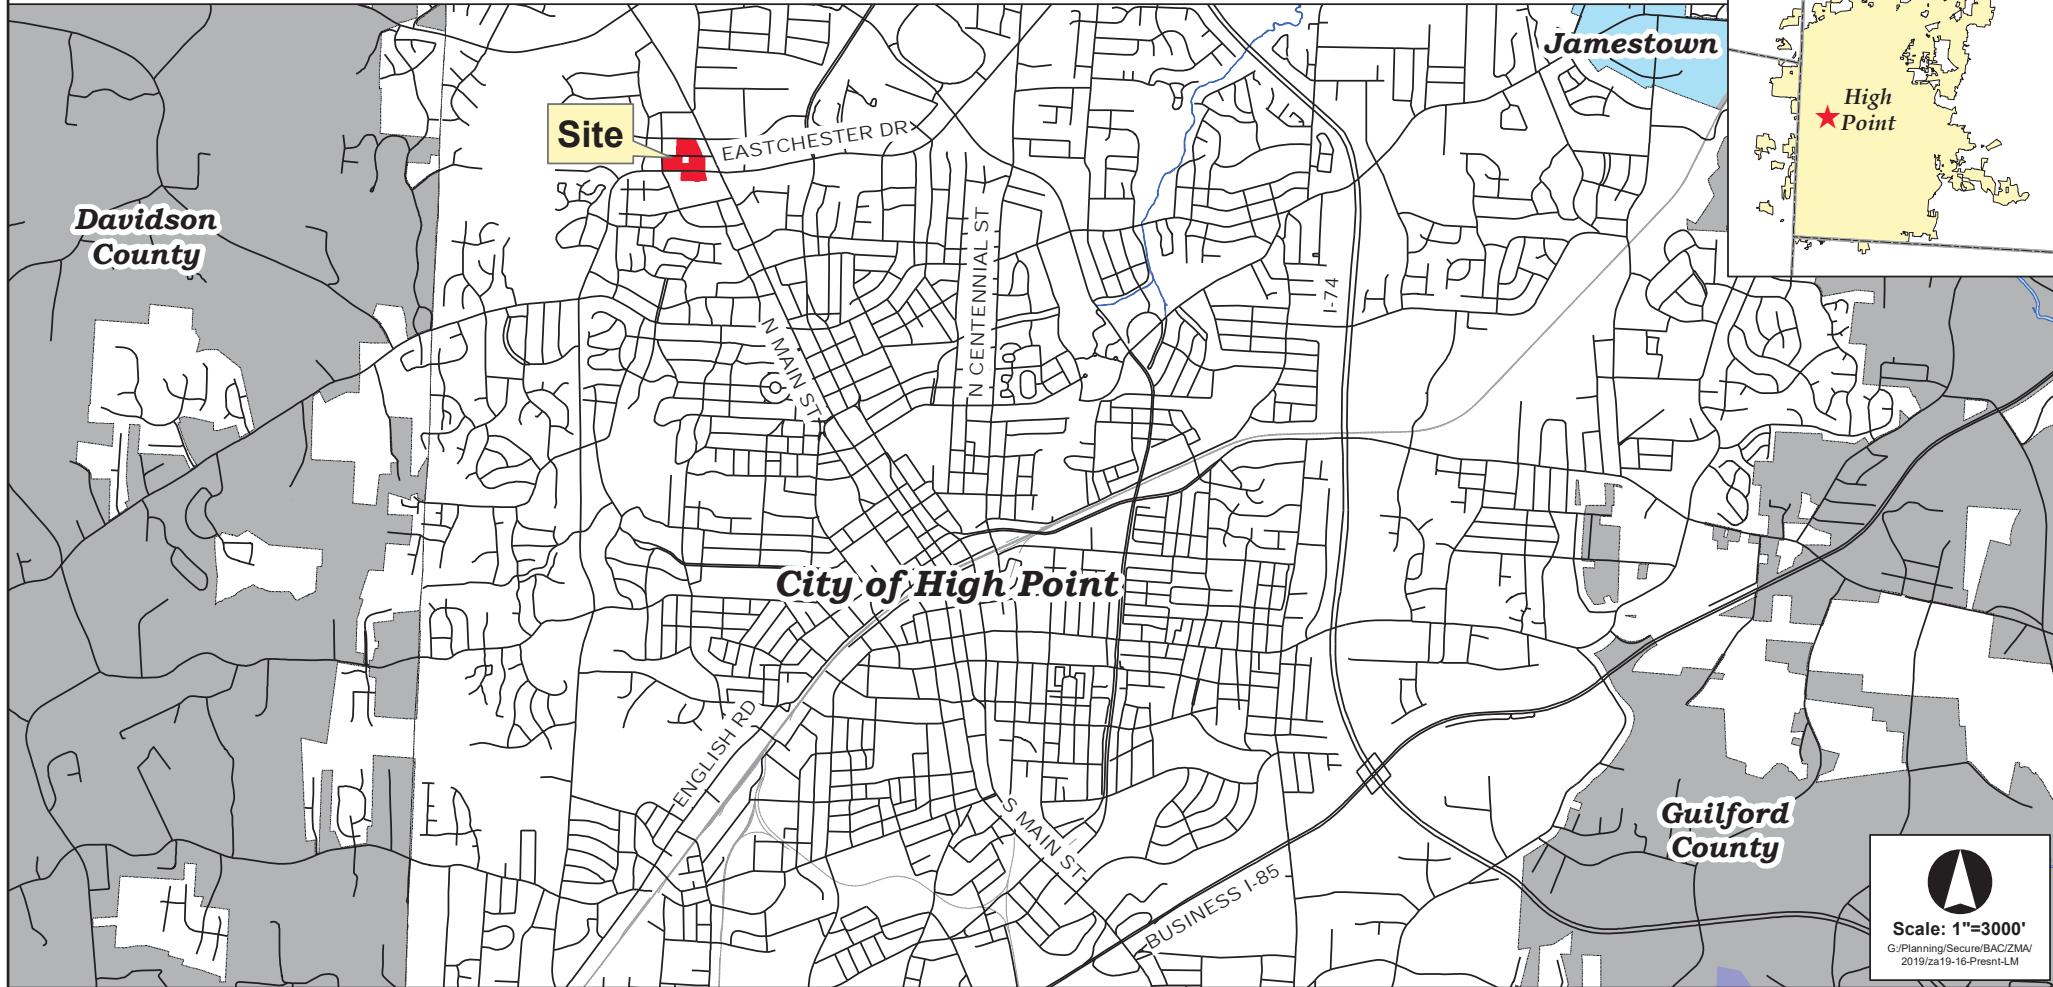 Jamestown
High
Point
Site
EASTCHESTER DR
Davidson
County
N CENTENNIAL ST
I-74
N MAIN ST
City of High Point
ENGLISH RD
S MAIN ST
Guilford
County
BUSINESS I-85
Scale: 1"=3000'
G:/Planning/Secure/BAC/ZMA/
2019/za19-16-Presnt-LM